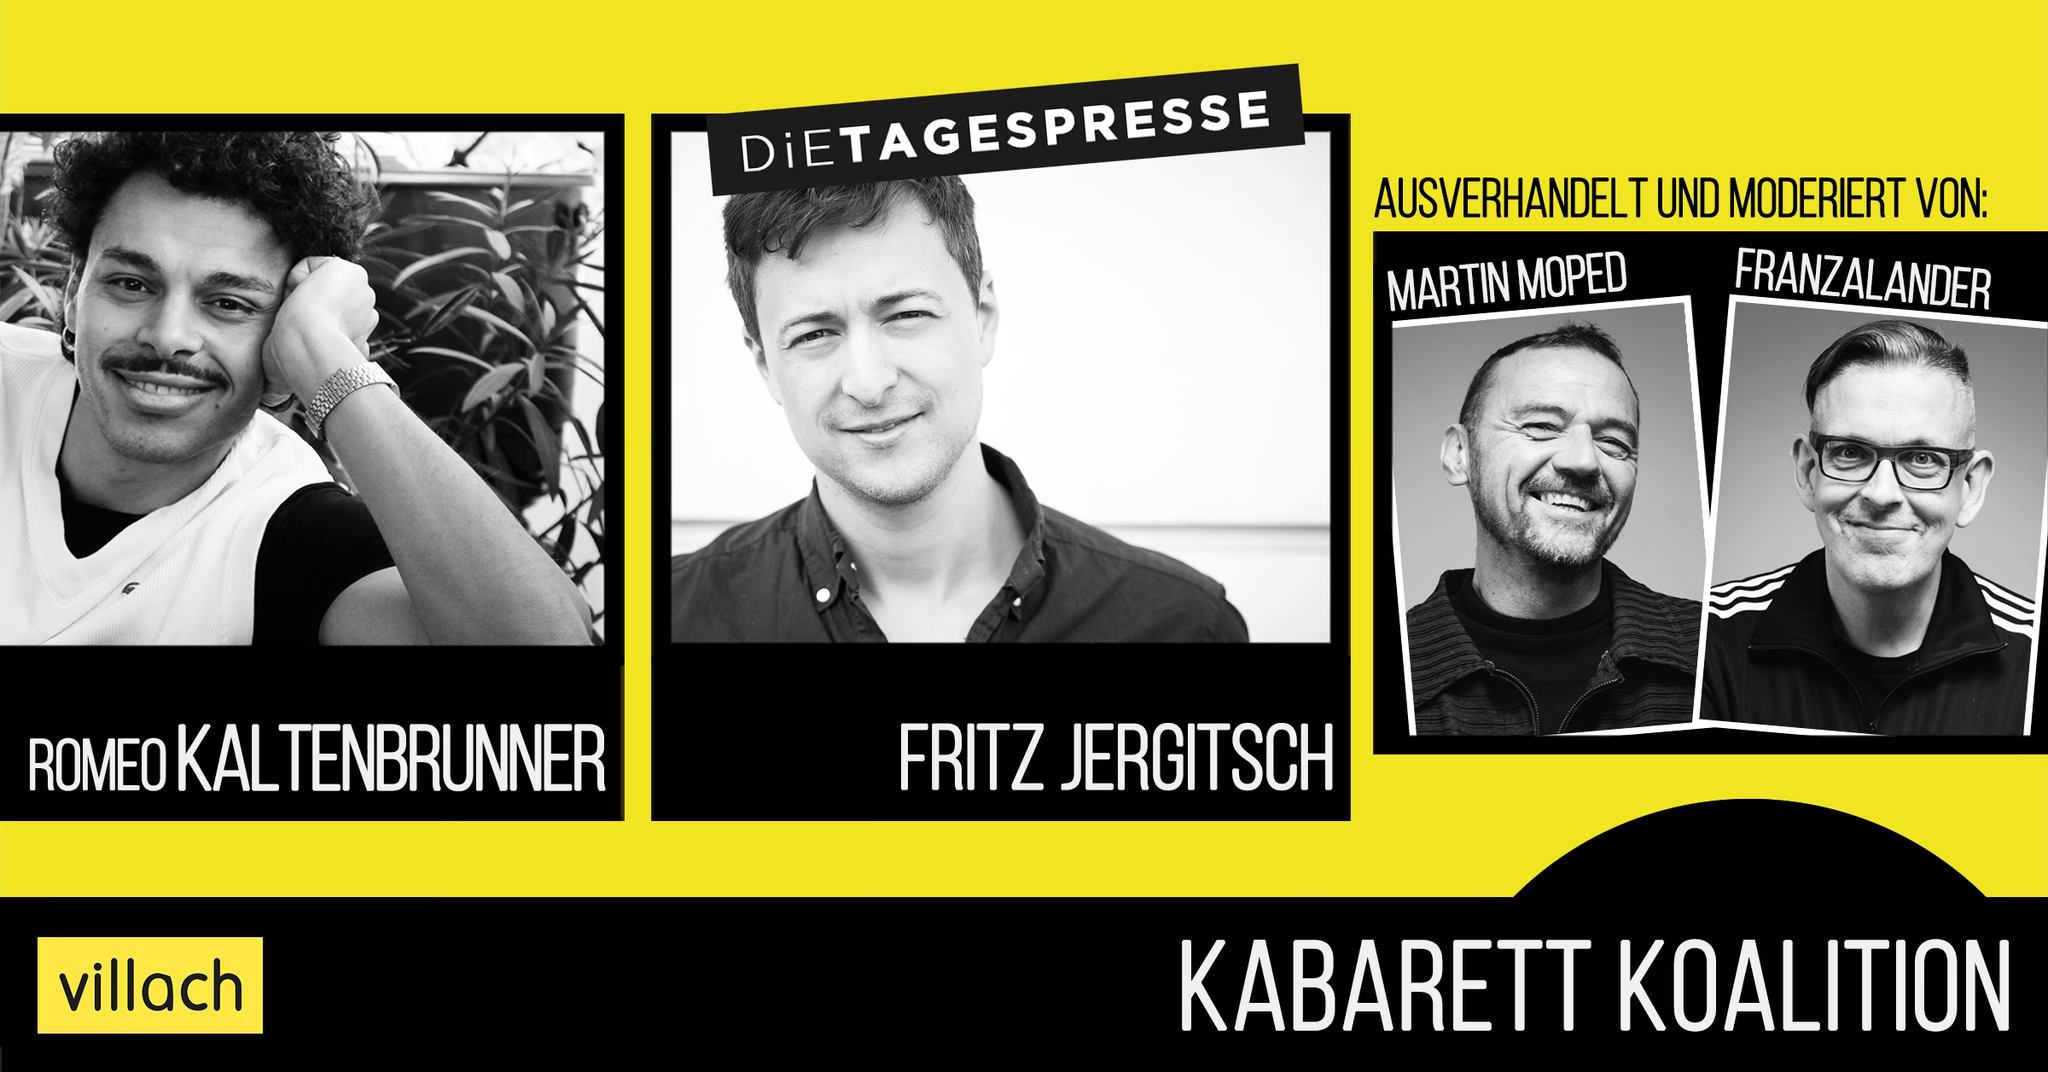 DiETAGESPRESSE
ROMEO KALTENBRUNNER
FRITZ JERGITSCH
AUSVERHANDELT UND MODERIERT VON:
MARTIN MOPED
FRANZALANDER
villach
KABARETT KOALITION